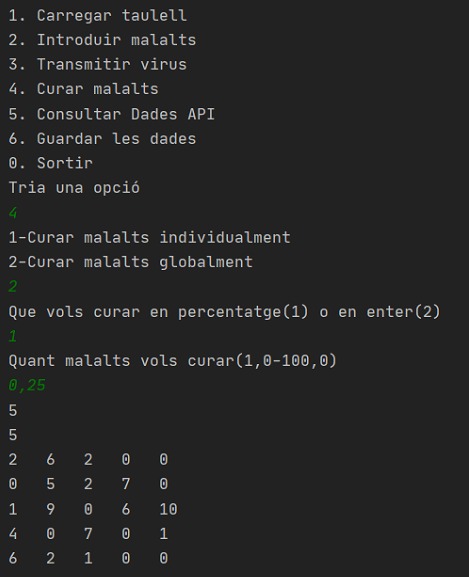 1. Carregar taulell
2. Introduir malalts
3. Transmitir virus
4. Curar malalts
5. Consultar Dades API
6. Guardar les dades
0. Sortir
Tria una opció
4
1-Curar malalts individualment
2-Curar malalts globalment
2
Que vols curar en percentatge(1) o en enter(2)
1
Quant malalts vols curar(1,0-100,0)
0,25
5
5
2 6 2 0 0
0 5 2 7 0
1 9 0 6 10
4 0 7 0 1
6 2 1 0 0